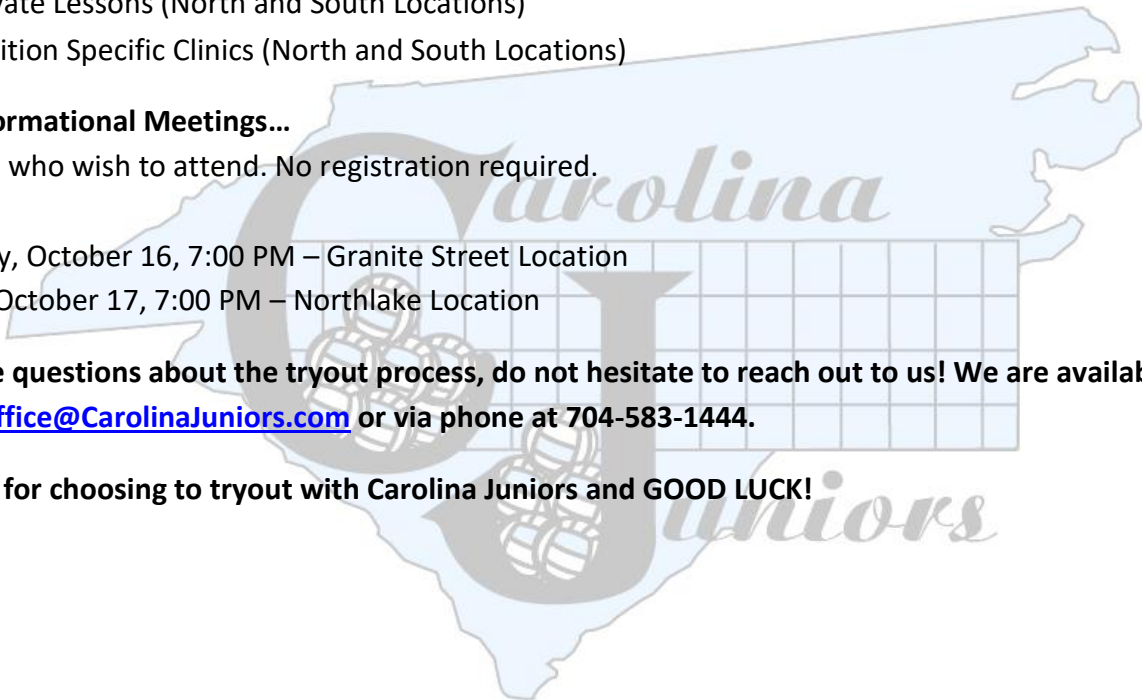 vate Lessons (North and South Locations)
ition Specific Clinics (North and South Locations)
ormational Meetings…
who wish to attend. No registration required.
Carolina
y, October 16, 7:00 PM – Granite Street Location
October 17, 7:00 PM – Northlake Location
e questions about the tryout process, do not hesitate to reach out to us! We are availab
ffice@CarolinaJuniors.com or via phone at 704-583-1444.
for choosing to tryout with Carolina Juniors and GOOD LUCK!
Juniors